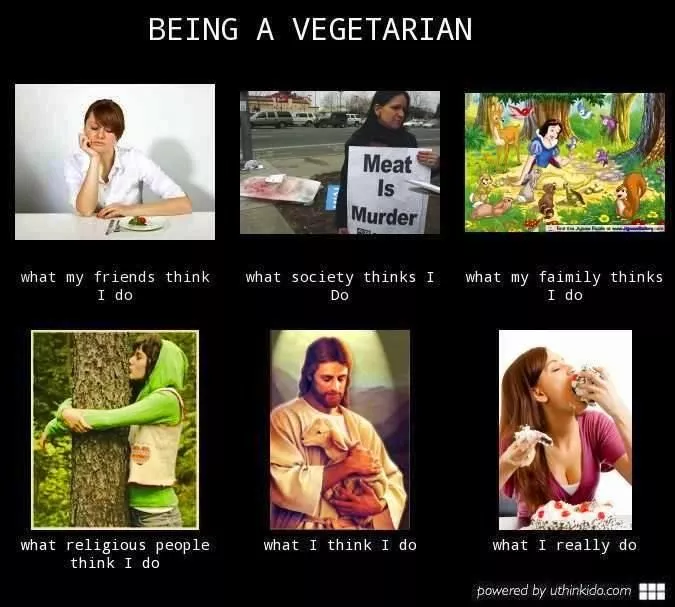 BEING A VEGETARIAN
Meat
Is
Murder
what my friends think
I do
what society thinks I
Do
what my faimily thinks
I do
what religious people
think I do
what I think I do
what I really do
powered by uthinkido.com